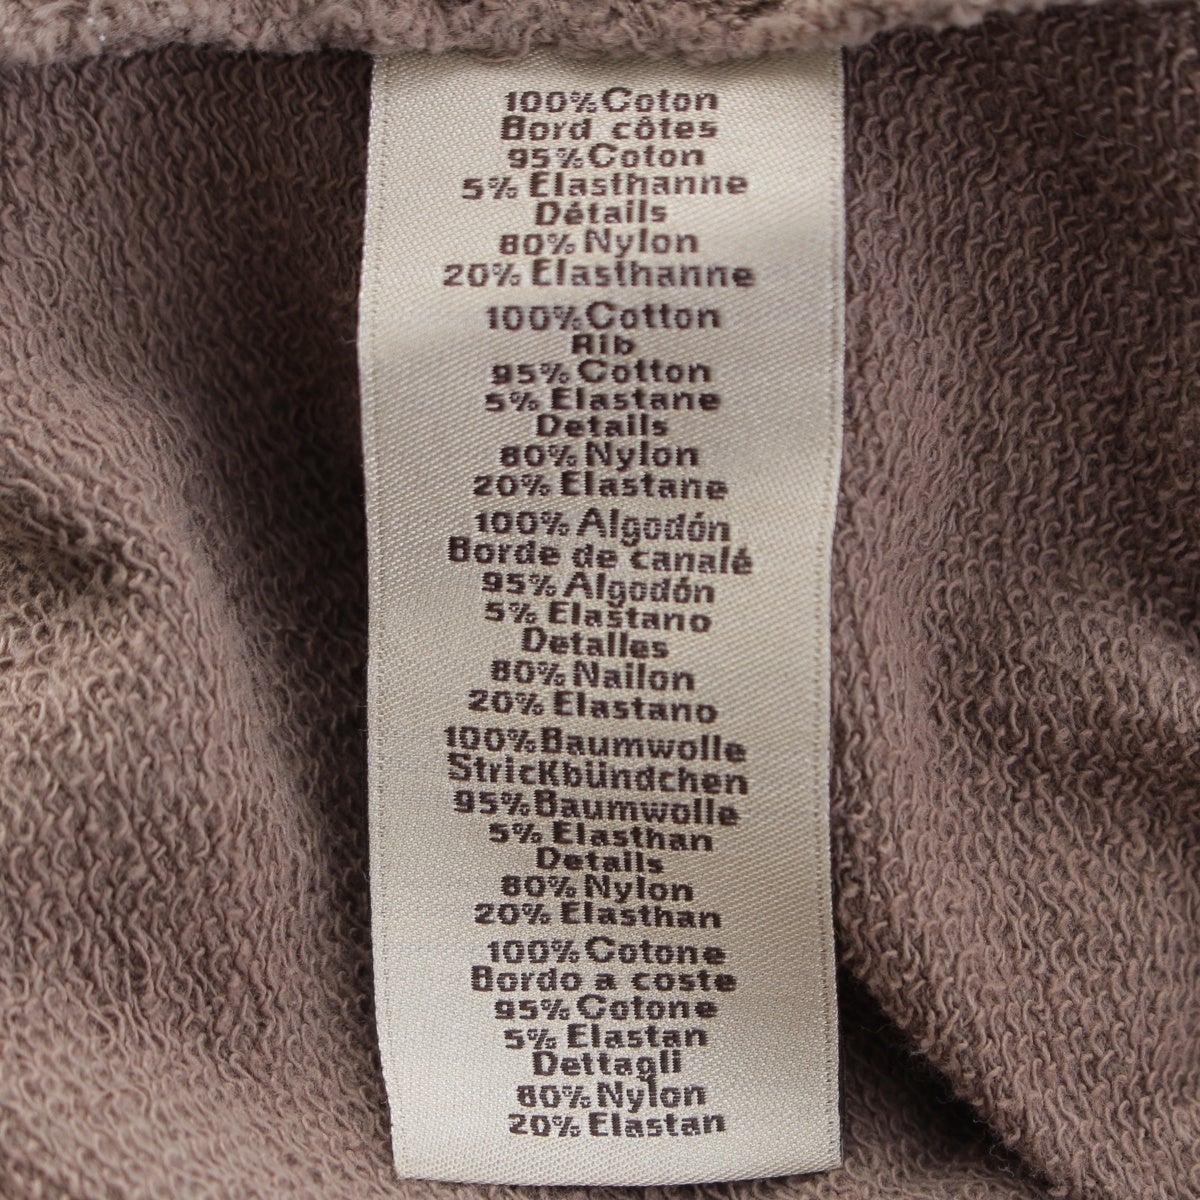 100% Coton
Bord côtes
95% Coton
5% Elasthanne
Détails
80% Nylon
20% Elasthanne
100% Cotton
Rib
95% Cotton
5% Elastane
Details
80% Nylon
20% Elastane
100% Algodón
Borde de canalé
95% Algodón
5% Elastano
Detalles
80% Nailon
20% Elastano
100% Baumwolle
Strickbündchen
95% Baumwolle
5% Elasthan
Details
80% Nylon
20% Elasthan
100% Cotone
Bordo a coste
95% Cotone
5% Elastan
Dettagli
80% Nylon
20% Elastan